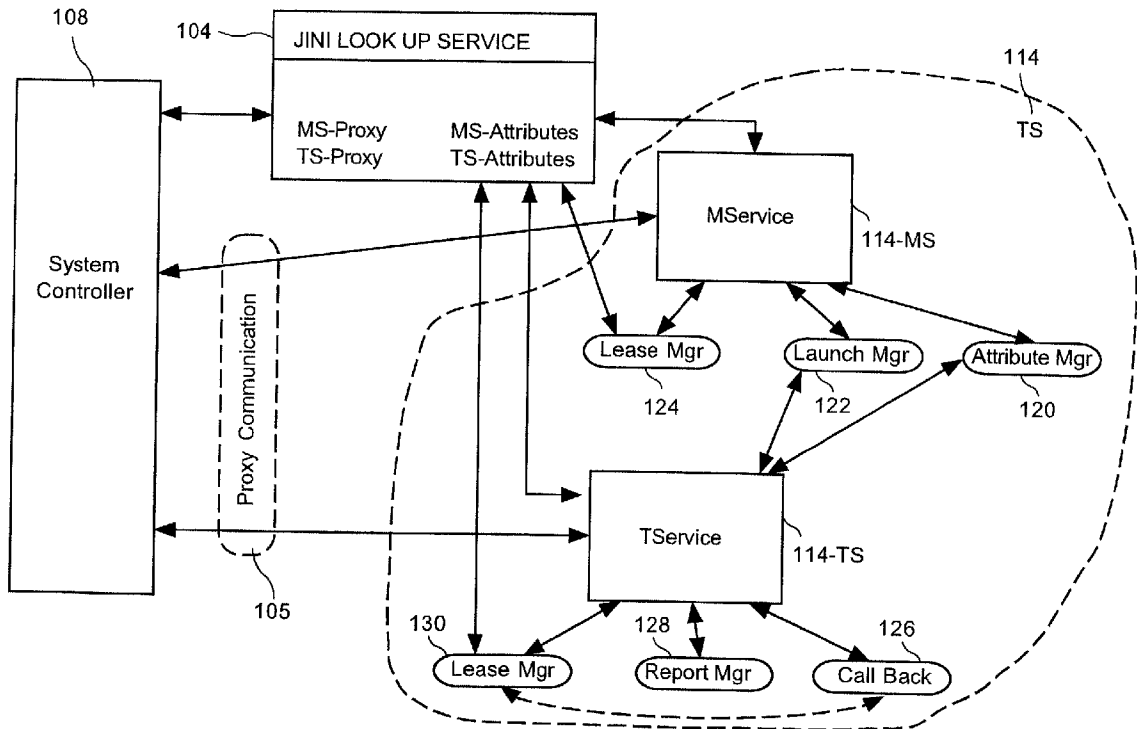 108
104
JINI LOOK UP SERVICE
114
TS
MS-Proxy MS-Attributes
TS-Proxy TS-Attributes
MService
114-MS
System
Controller
Proxy Communication
Lease Mgr
Launch Mgr
Attribute Mgr
124
122
120
TService
114-TS
105
130
128
126
Lease Mgr
Report Mgr
Call Back